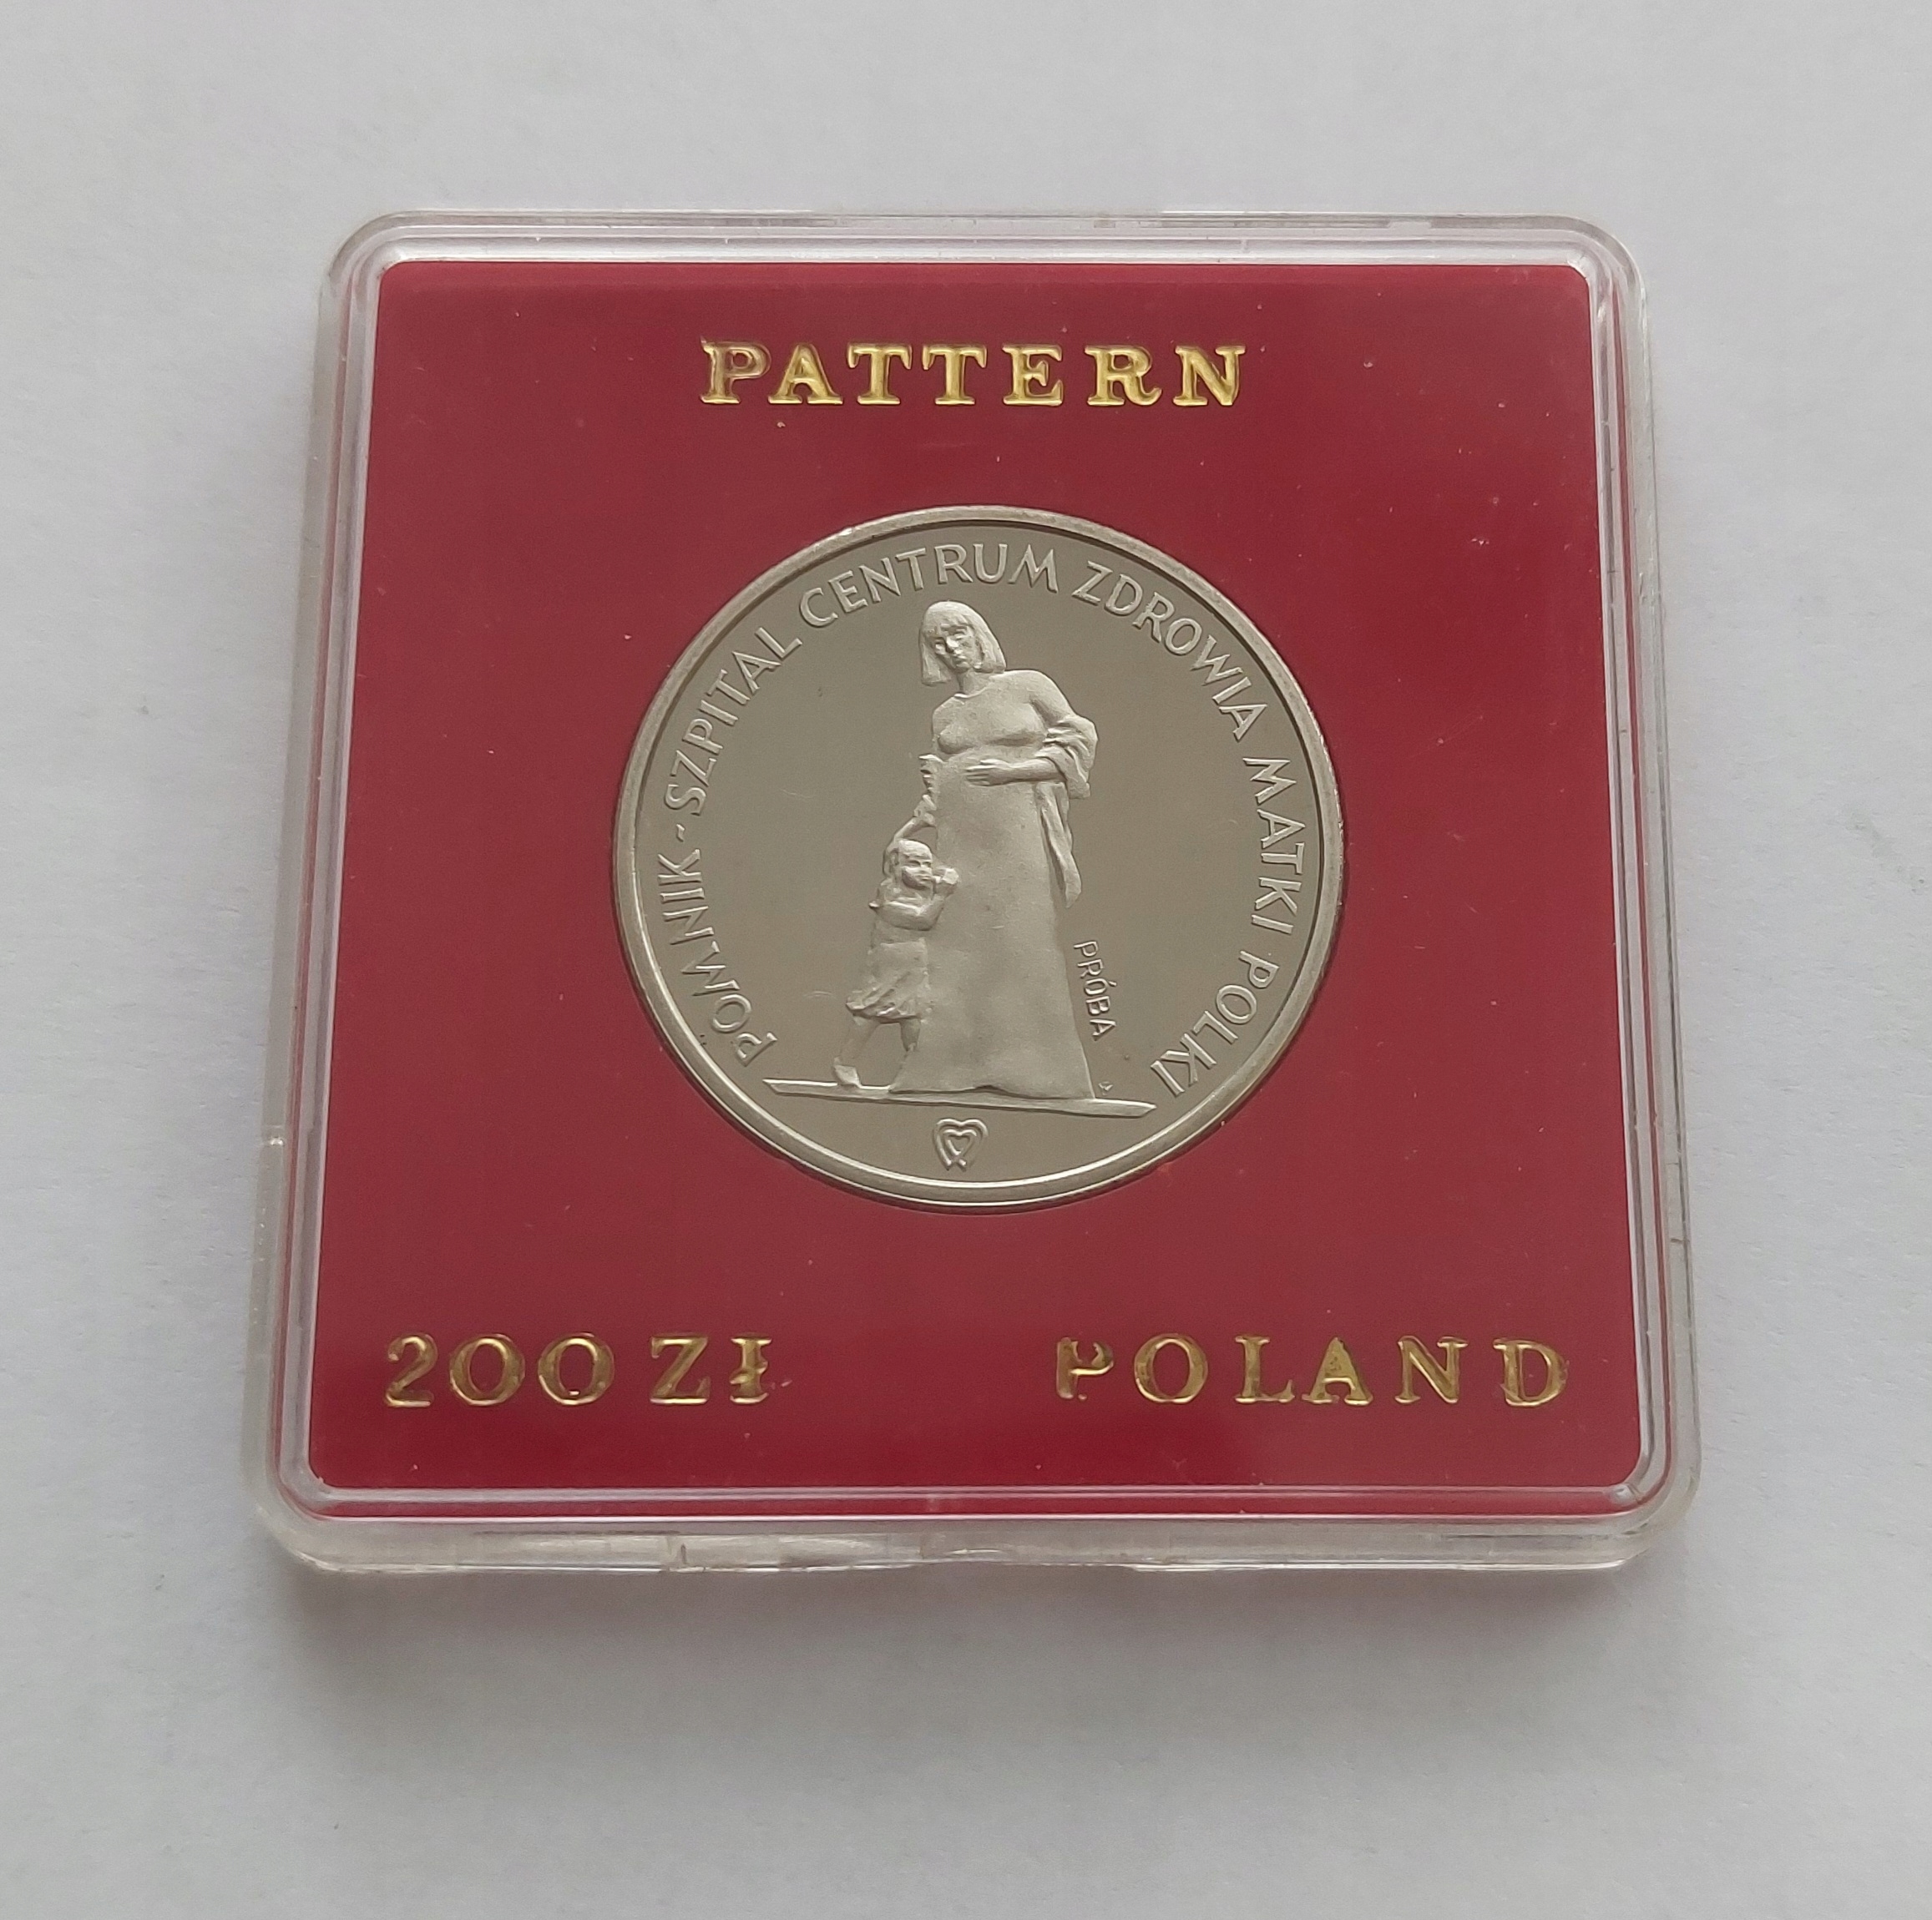 PATTERN
POMNIK - SZPITAL CENTRUM ZDROWIA MATKI POLKI
PRÓBA
200 Zł POLAND